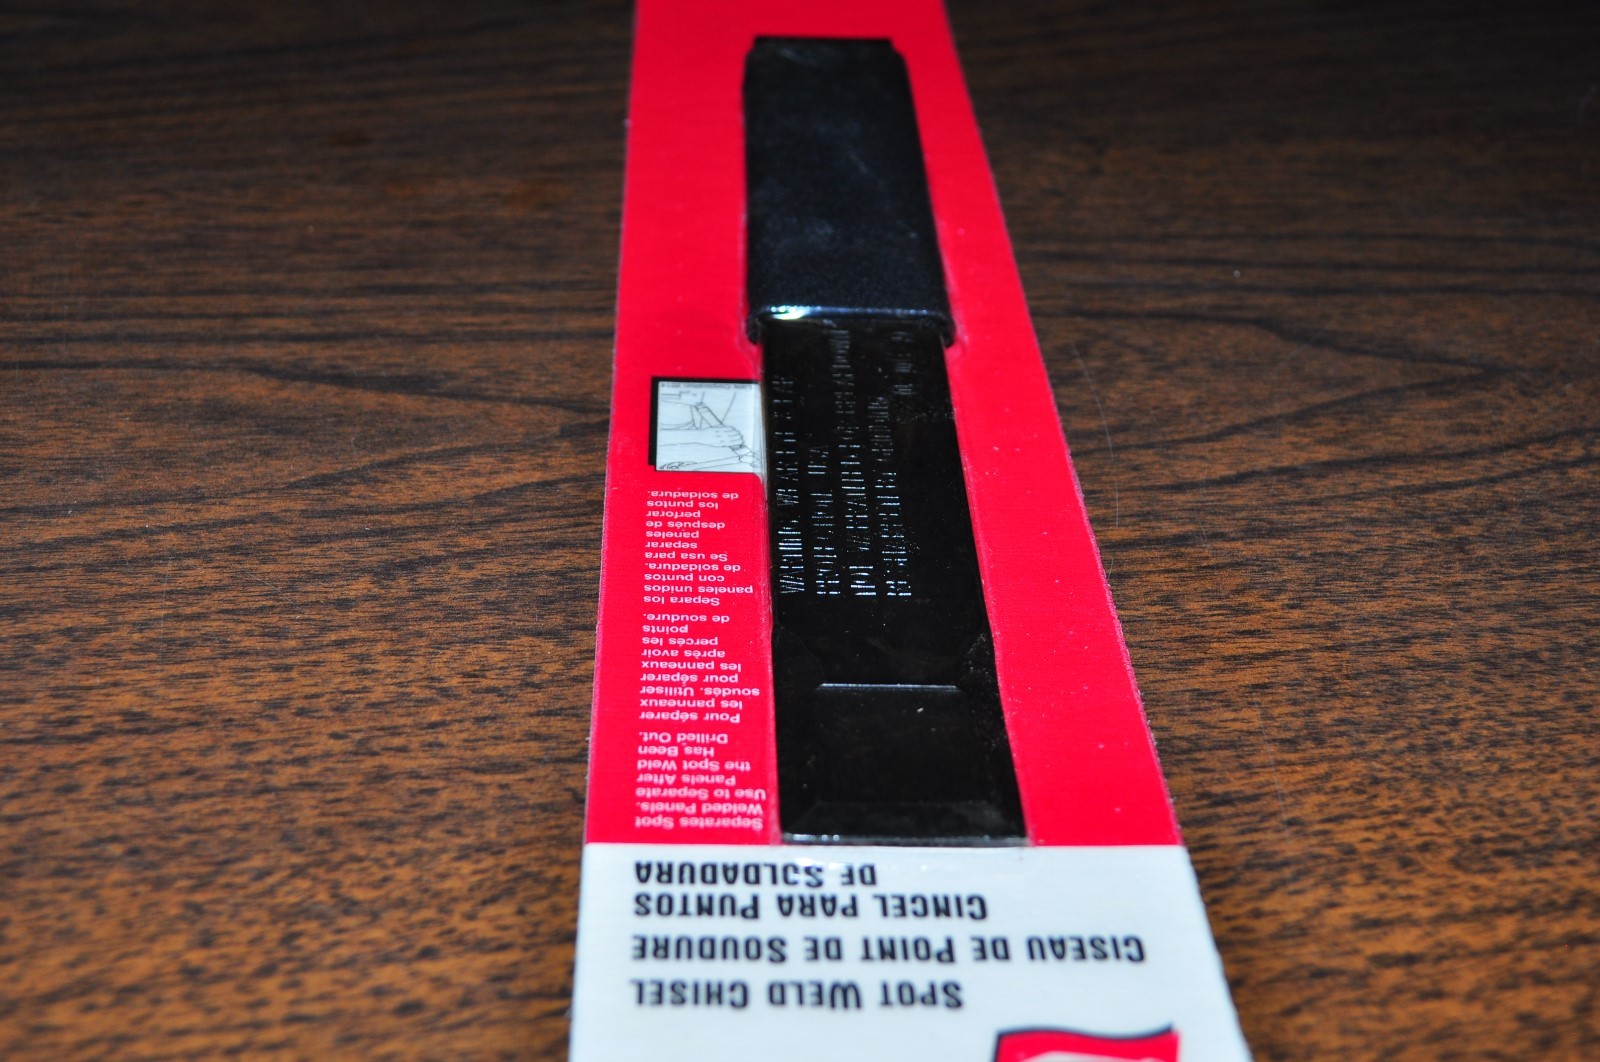 SPOT WELD CHISEL
CISEAU DE POINT DE SOUDURE
CINCEL PARA PUNTOS
DE SOLDADURA
Separates Spot
Welded Panels.
Use to Separate
Panels After
the Spot Weld
Has Been
Drilled Out.
Pour séparer
les panneaux
soudés. Utiliser
pour séparer
les panneaux
après avoir
percés les
points
de soudure.
Separa los
paneles unidos
con puntos
de soldadura.
Se usa para
separar
paneles
después de
perforar
los puntos
de soldadura.